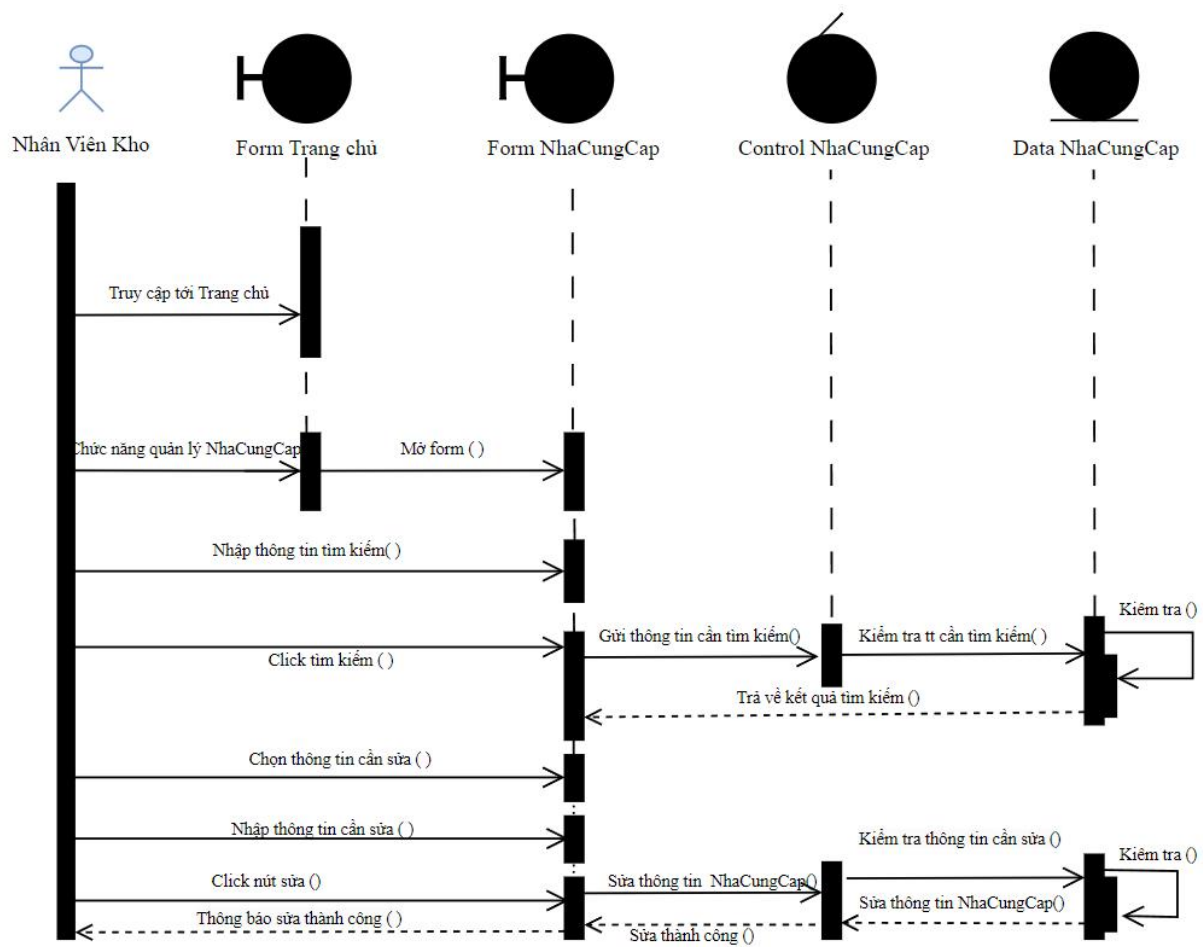 Nhân Viên Kho
Form Trang chủ
Form NhaCungCap
Control NhaCungCap
Data NhaCungCap
Truy cập tới Trang chủ
Chức năng quản lý NhaCungCap
Mở form ( )
Nhập thông tin tìm kiếm( )
Click tìm kiếm ( )
Gửi thông tin cần tìm kiếm()
Kiểm tra tt cần tìm kiếm( )
Kiêm tra ()
Trả về kết quả tìm kiếm ()
Chọn thông tin cần sửa ( )
Nhập thông tin cần sửa ( )
Click nút sửa ()
Sửa thông tin NhaCungCap()
Kiểm tra thông tin cần sửa ()
Kiêm tra ()
Sửa thông tin NhaCungCap()
Sửa thành công ()
Thông báo sửa thành công ( )